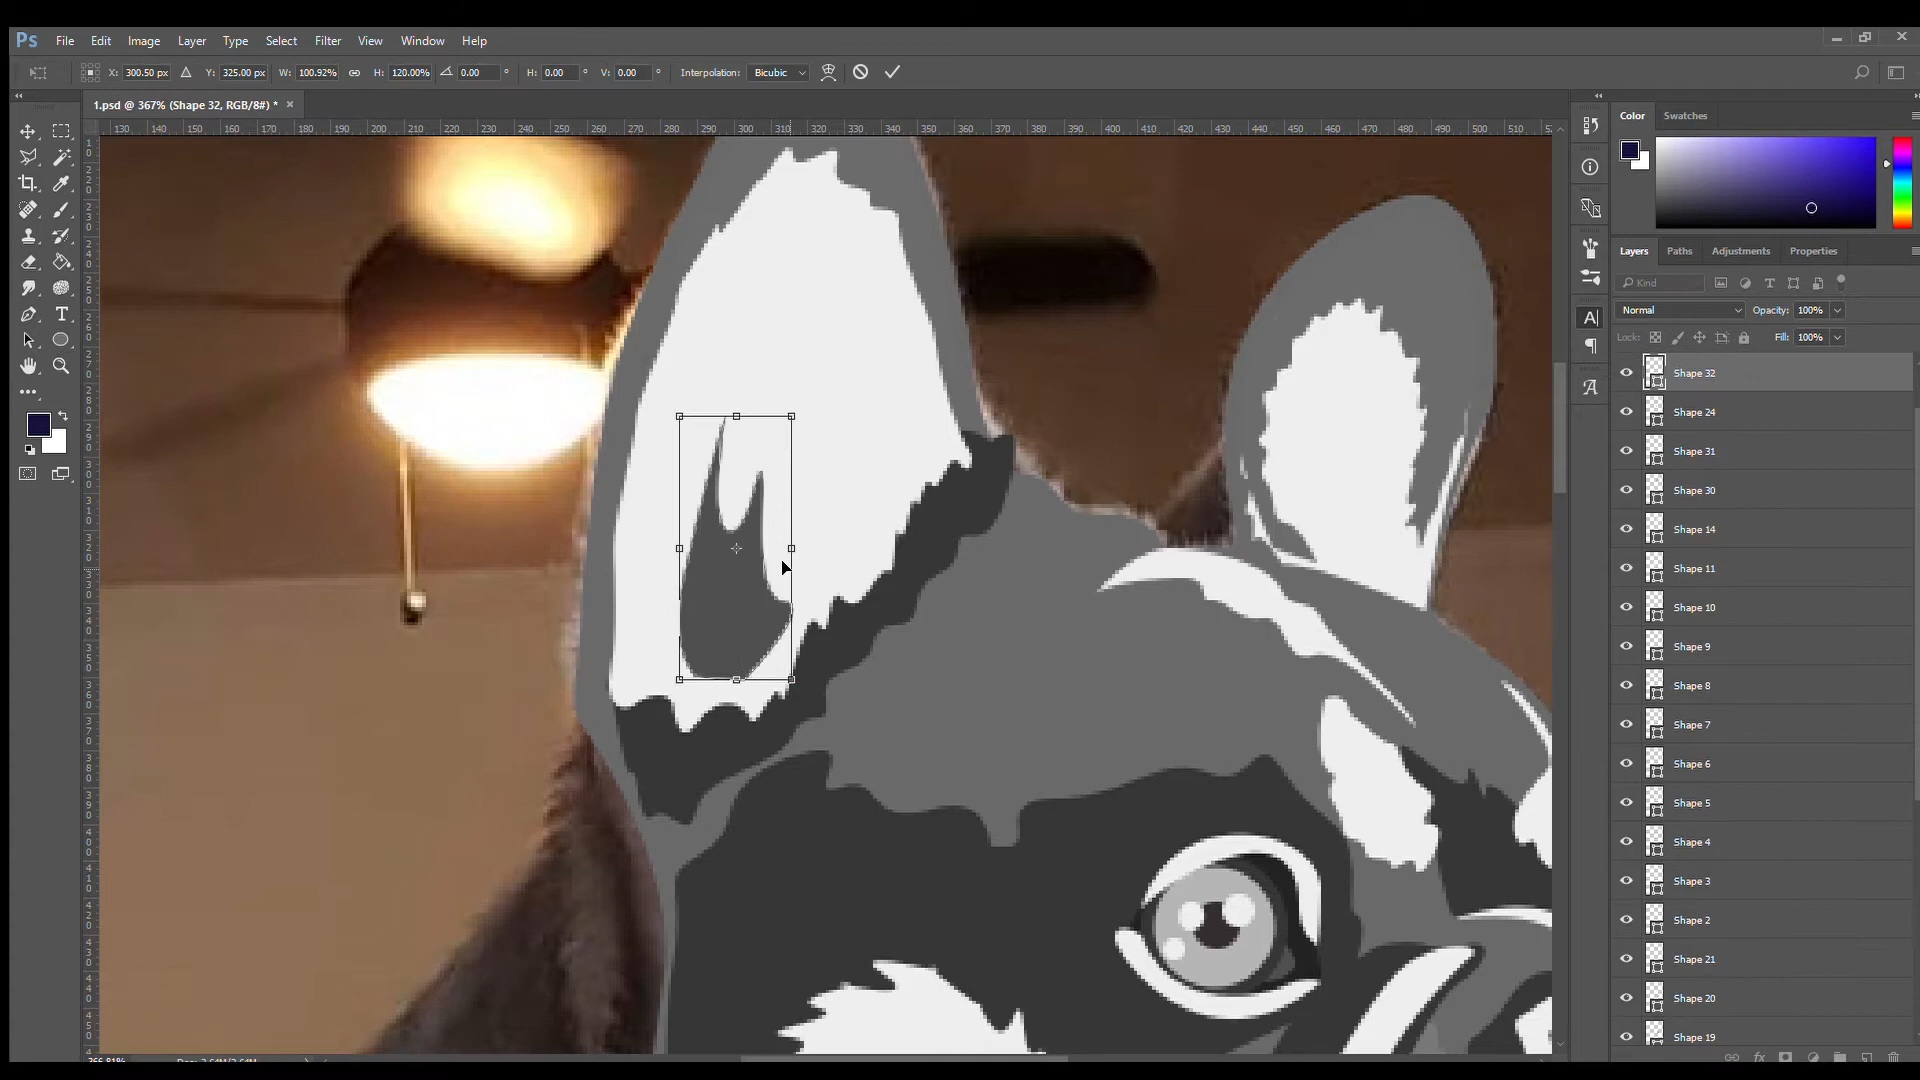 Ps File Edit Image Layer Type Select Filter View Window Help
X: 300.50 px Y: 325.00 px W: 100.92% H: 120.00% 0.00 ° H: 0.00 ° V: 0.00 ° Interpolation: Bicubic
1.psd @ 367% (Shape 32, RGB/8#) * ×
130 140 150 160 170 180 190 200 210 220 230 240 250 260 270 280 290 300 310 320 330 340 350 360 370 380 390 400 410 420 430 440 450 460 470 480 490 500 510
Color Swatches
Layers Paths Adjustments Properties
Kind
Normal Opacity: 100%
Lock: Fill: 100%
Shape 32
Shape 24
Shape 31
Shape 30
Shape 14
Shape 11
Shape 10
Shape 9
Shape 8
Shape 7
Shape 6
Shape 5
Shape 4
Shape 3
Shape 2
Shape 21
Shape 20
Shape 19